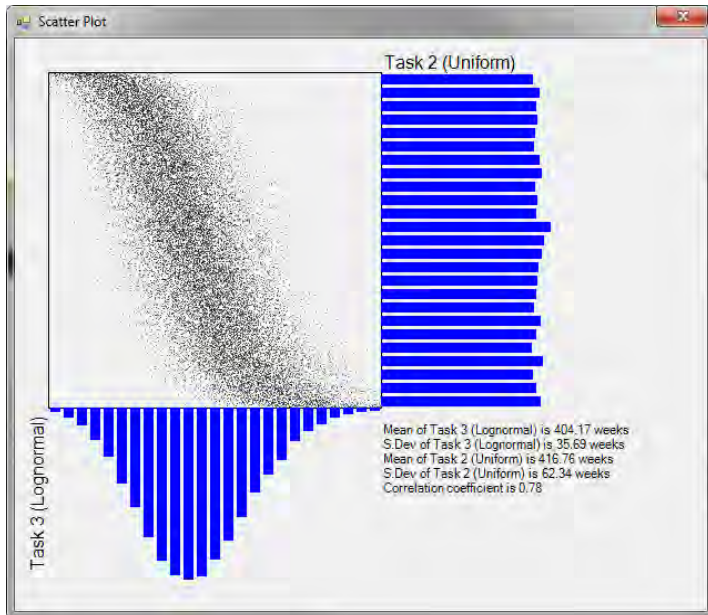 Scatter Plot
Task 2 (Uniform)
Task 3 (Lognormal)
Mean of Task 3 (Lognormal) is 404.17 weeks
S.Dev of Task 3 (Lognormal) is 35.69 weeks
Mean of Task 2 (Uniform) is 416.76 weeks
S.Dev of Task 2 (Uniform) is 62.34 weeks
Correlation coefficient is 0.78